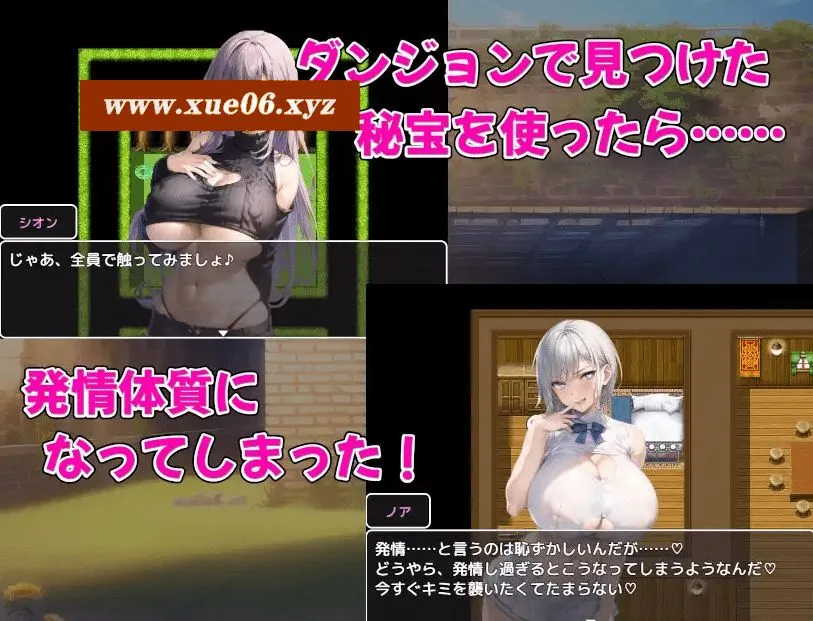 ダンジョンで見つけた
www.xue06.xyz
秘宝を使ったら……
シオン
じゃあ、全員で触ってみましょ♪
発情体質に
なってしまった！
ノア
発情……と言うのは恥ずかしいんだが……♡
どうやら、発情し過ぎるとこうなってしまうようなんだ♡
今すぐキミを襲いたくてたまらない♡